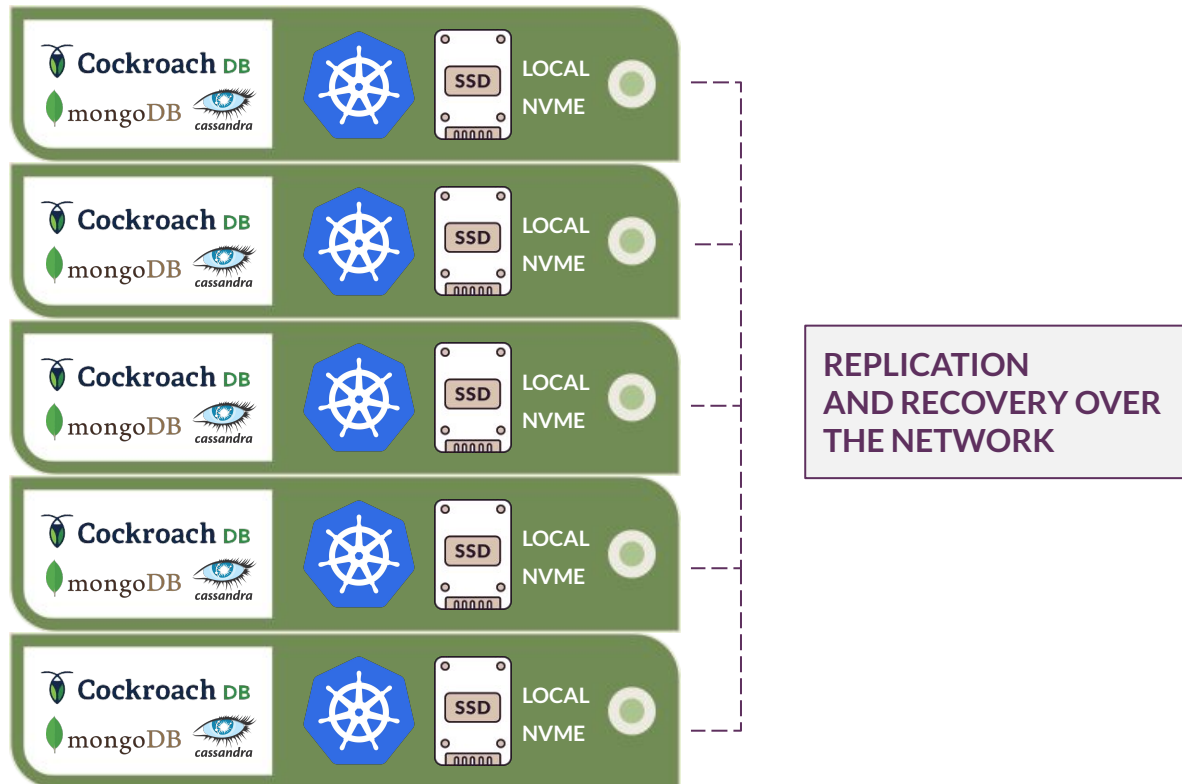 Cockroach DB
mongoDB cassandra
SSD
LOCAL
NVME
Cockroach DB
mongoDB cassandra
SSD
LOCAL
NVME
Cockroach DB
mongoDB cassandra
SSD
LOCAL
NVME
Cockroach DB
mongoDB cassandra
SSD
LOCAL
NVME
Cockroach DB
mongoDB cassandra
SSD
LOCAL
NVME
REPLICATION
AND RECOVERY OVER
THE NETWORK